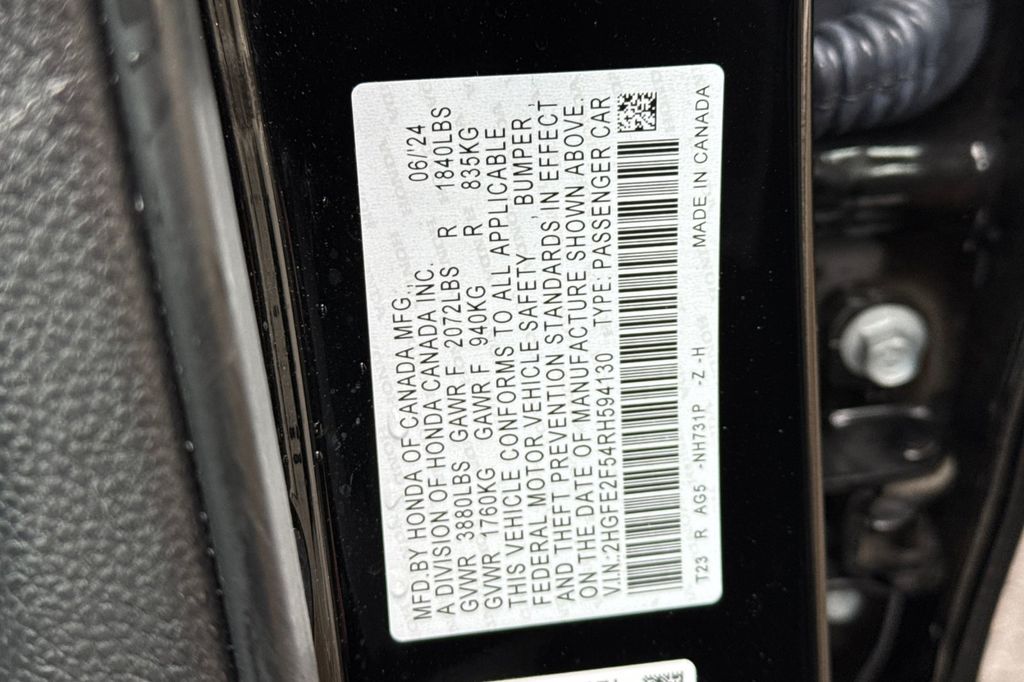 MFD.BY HONDA OF CANADA MFG.,
A DIVISION OF HONDA CANADA INC. 06/'24
GVWR 3880LBS GAWR F 2072LBS R 1840LBS
GVWR 1760KG GAWR F 940KG R 835KG
THIS VEHICLE CONFORMS TO ALL APPLICABLE
FEDERAL MOTOR VEHICLE SAFETY, BUMPER,
AND THEFT PREVENTION STANDARDS, IN EFFECT
ON THE DATE OF MANUFACTURE SHOWN ABOVE.
V.I.N.:2HGFE2F54RH594130 TYPE: PASSENGER CAR
T23 R AG5 -NH731P -Z -H MADE IN CANADA